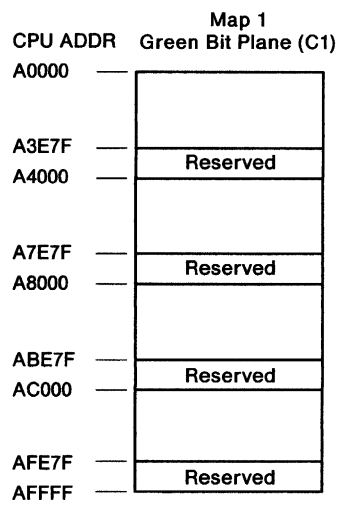 Map 1
CPU ADDR Green Bit Plane (C1)
A0000
A3E7F
Reserved
A4000
A7E7F
Reserved
A8000
ABE7F
Reserved
AC000
AFE7F
Reserved
AFFFF